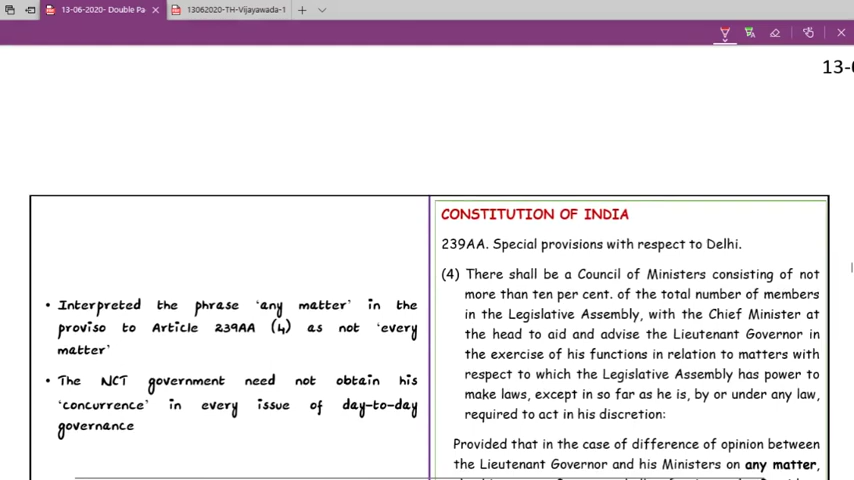 13-06-2020- Double Pa
13062020-TH-Vijayawada-1
13-0
• Interpreted the phrase 'any matter' in the
proviso to Article 239AA (4) as not 'every
matter'
• The NCT government need not obtain his
'concurrence' in every issue of day-to-day
governance
CONSTITUTION OF INDIA
239AA. Special provisions with respect to Delhi.
(4) There shall be a Council of Ministers consisting of not
more than ten per cent. of the total number of members
in the Legislative Assembly, with the Chief Minister at
the head to aid and advise the Lieutenant Governor in
the exercise of his functions in relation to matters with
respect to which the Legislative Assembly has power to
make laws, except in so far as he is, by or under any law,
required to act in his discretion:
Provided that in the case of difference of opinion between
the Lieutenant Governor and his Ministers on any matter,